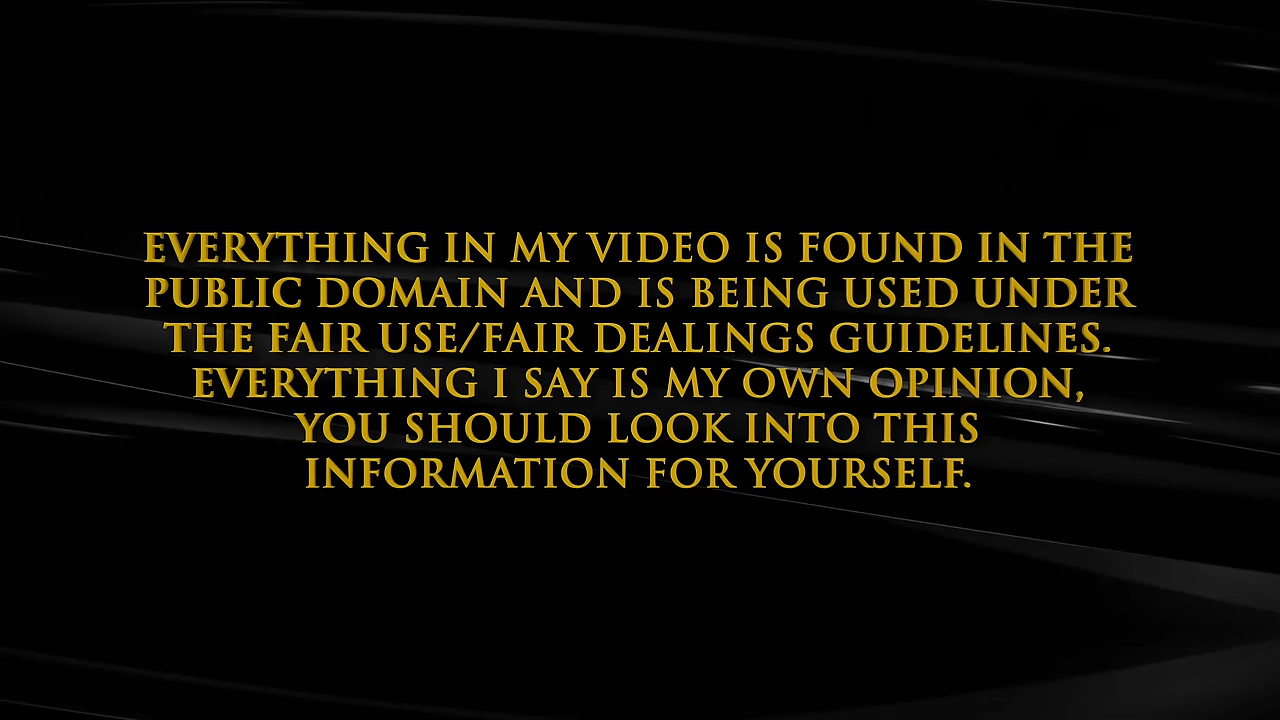 EVERYTHING IN MY VIDEO IS FOUND IN THE
PUBLIC DOMAIN AND IS BEING USED UNDER
THE FAIR USE/FAIR DEALINGS GUIDELINES.
EVERYTHING I SAY IS MY OWN OPINION,
YOU SHOULD LOOK INTO THIS
INFORMATION FOR YOURSELF.